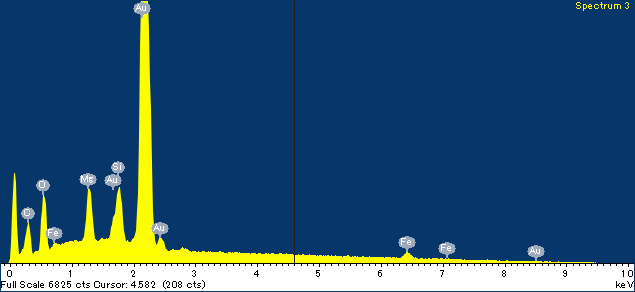 Spectrum 3
Au
Si
Mg
Au
O
C
Fe
Au
Fe
Fe
Au
0 1 2 3 4 5 6 7 8 9 10
Full Scale 6825 cts Cursor: 4.582 (208 cts) keV